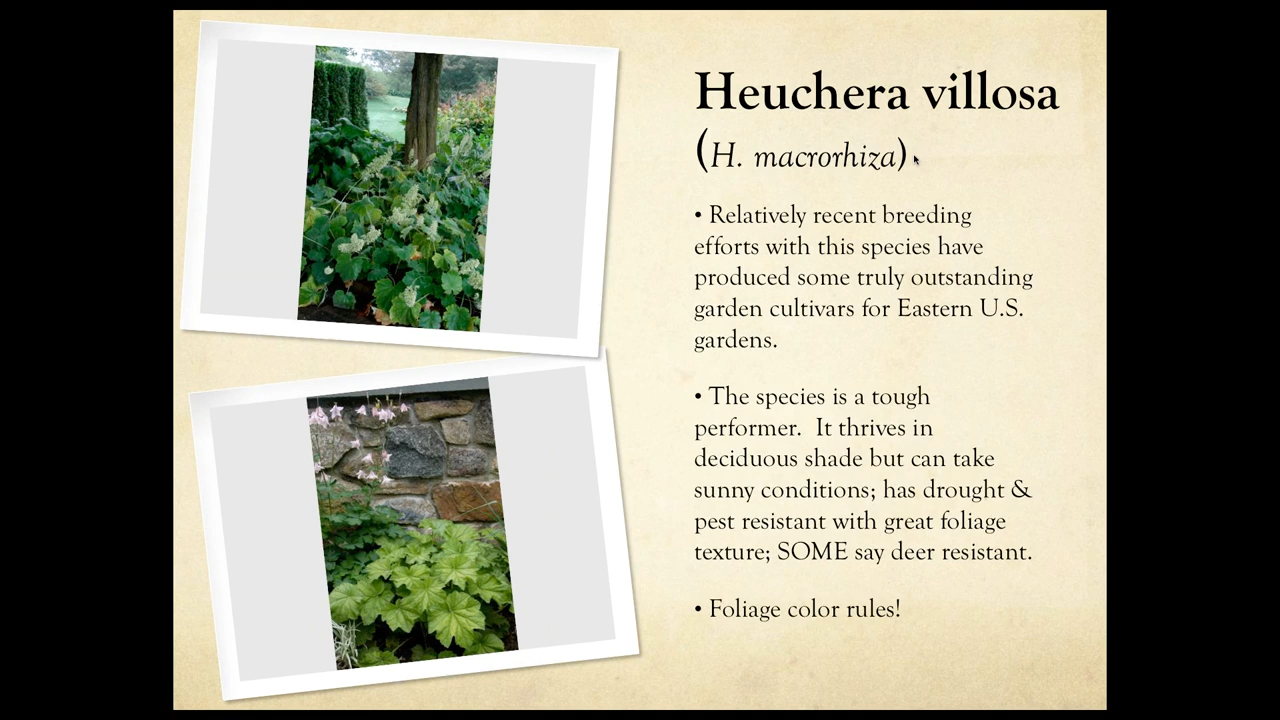 Heuchera villosa
(H. macrorhiza)
• Relatively recent breeding
efforts with this species have
produced some truly outstanding
garden cultivars for Eastern U.S.
gardens.
• The species is a tough
performer.  It thrives in
deciduous shade but can take
sunny conditions; has drought &
pest resistant with great foliage
texture; SOME say deer resistant.
• Foliage color rules!